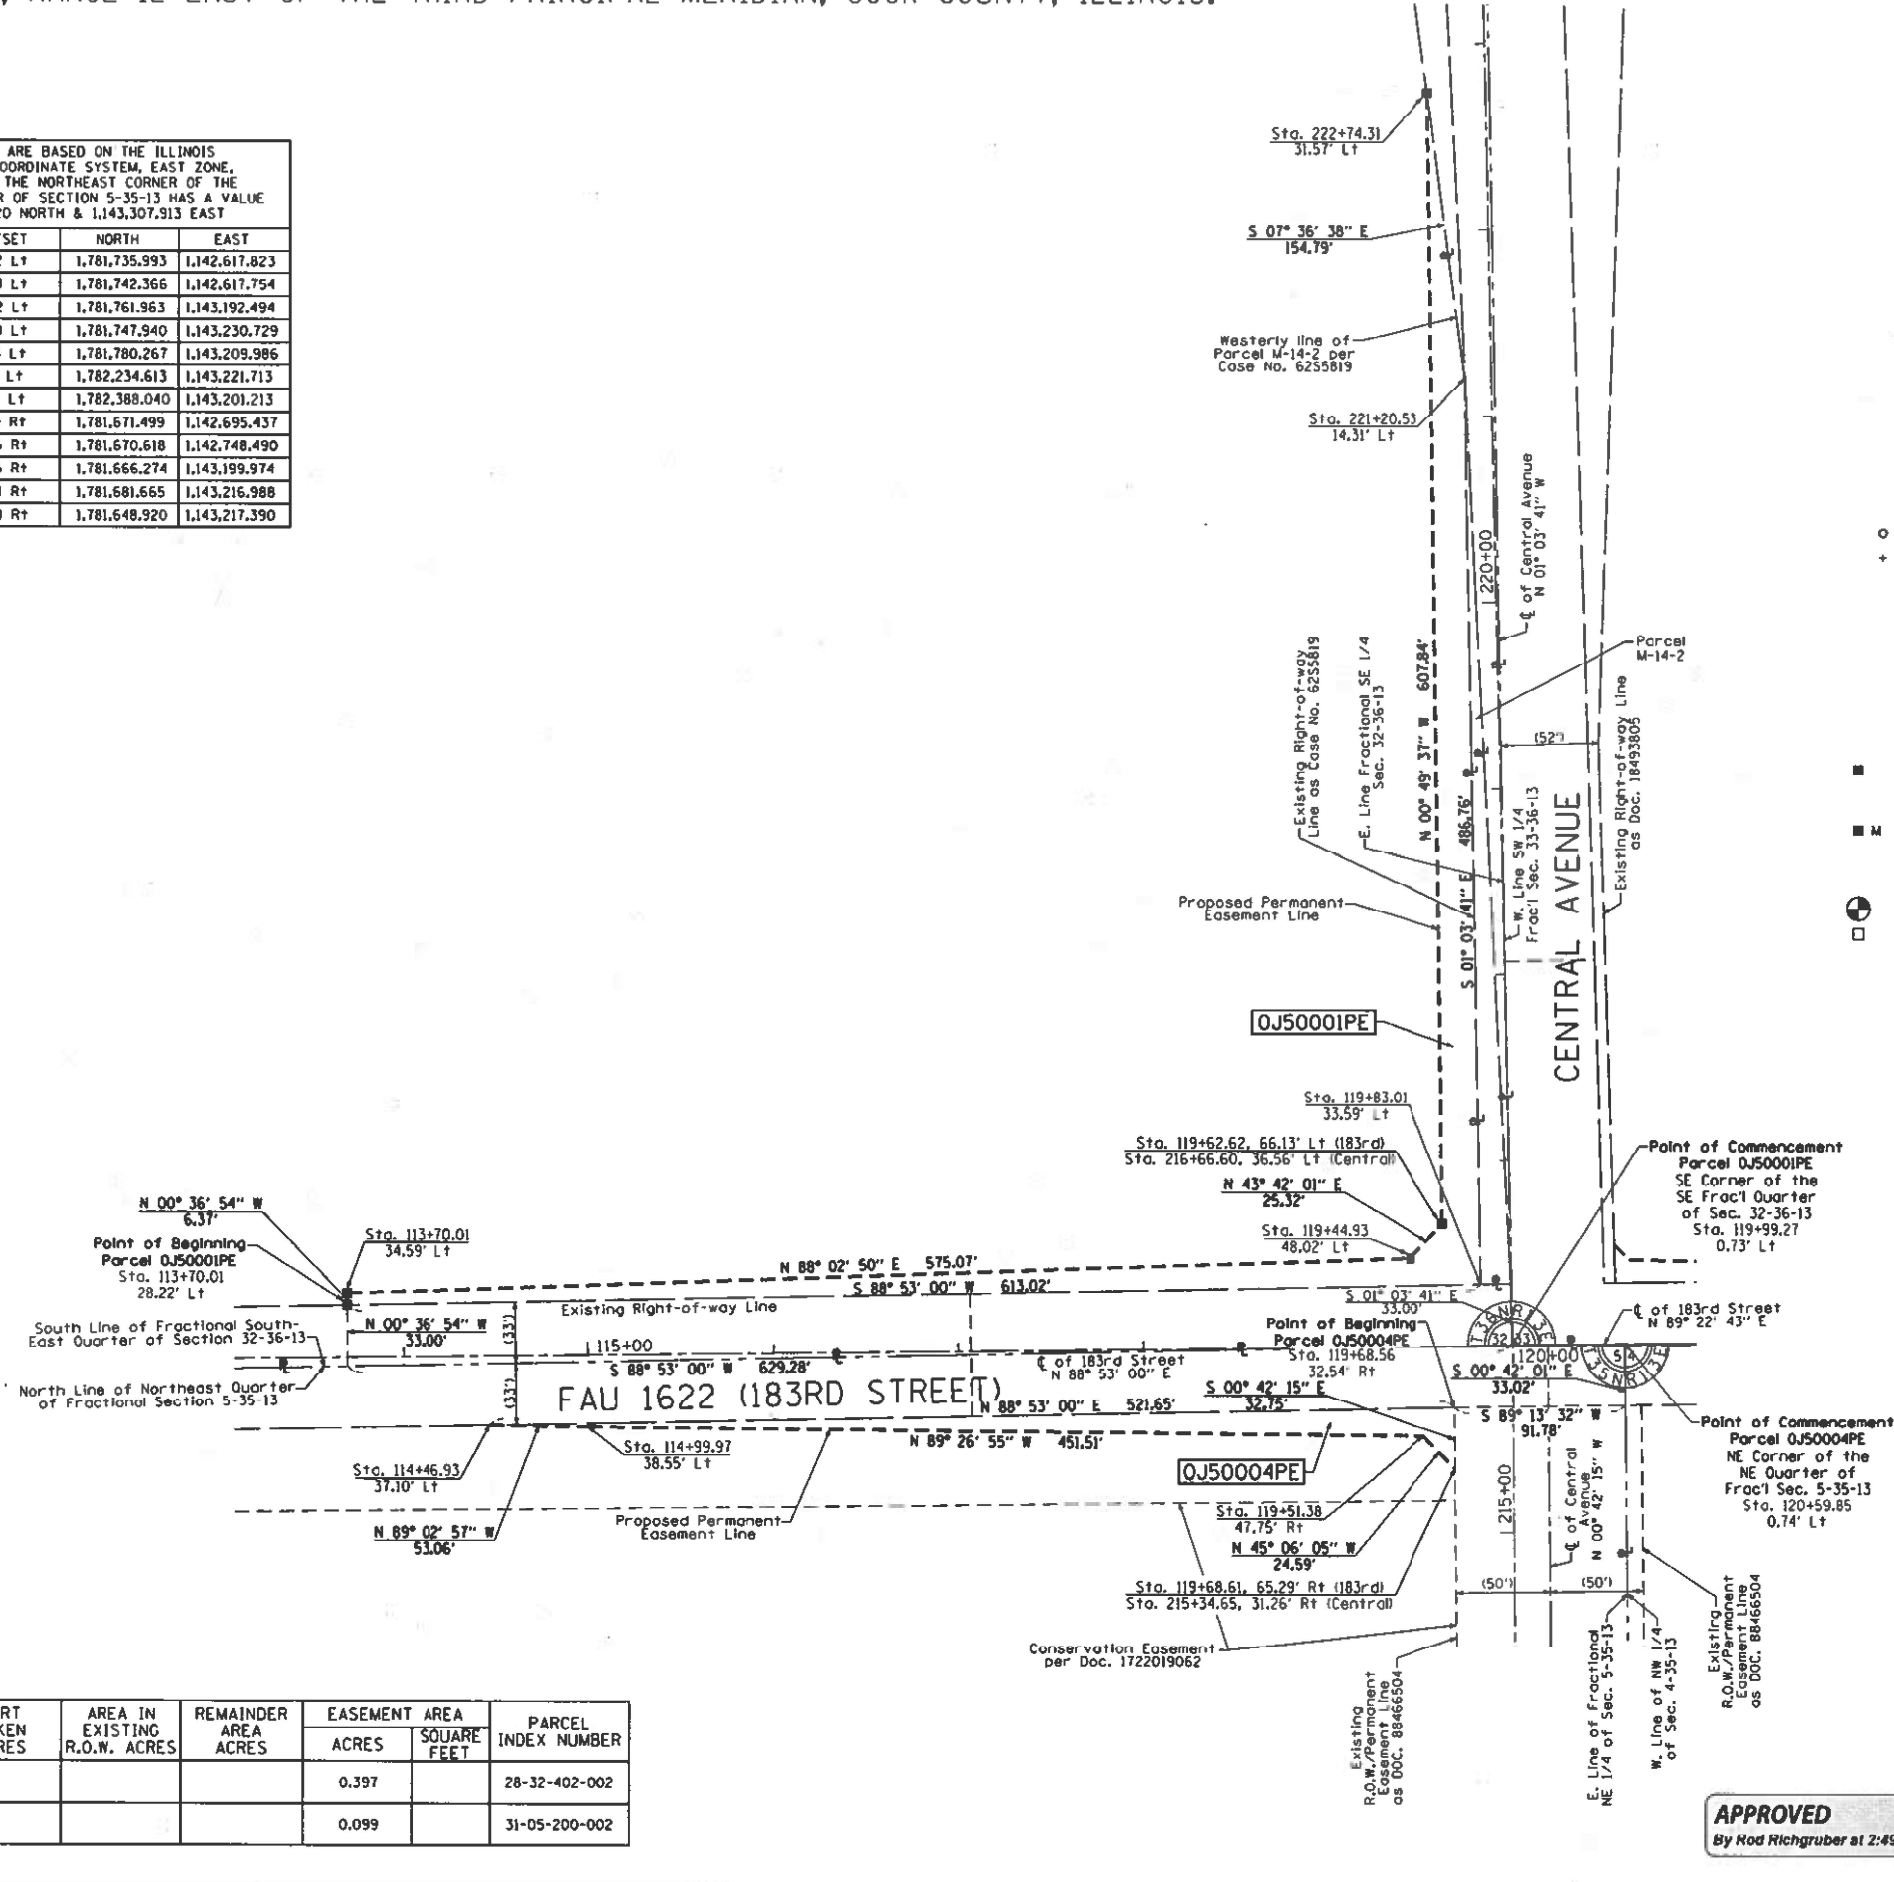 ARE BASED ON THE ILLINOIS
OORDINATE SYSTEM, EAST ZONE,
THE NORTHEAST CORNER OF THE
R OF SECTION 5-35-13 HAS A VALUE
20 NORTH & 1,143,307.913 EAST
SET NORTH EAST
Lt 1,781,735.993 1,142,617.823
Lt 1,781,742.366 1,142,617.754
Lt 1,781,761.963 1,143,192.494
Lt 1,781,747.940 1,143,230.729
Lt 1,781,780.267 1,143,209.986
Lt 1,782,234.613 1,143,221.713
Lt 1,782,388.040 1,143,201.213
Rt 1,781,671.499 1,142,695.437
Rt 1,781,670.618 1,142,748.490
Rt 1,781,666.274 1,143,199.974
Rt 1,781,681.665 1,143,216.988
Rt 1,781,648.920 1,143,217.390
Sta. 222+74.31
31.57' Lt
S 07° 36' 38" E
154.79'
Westerly line of
Parcel M-14-2 per
Case No. 62S5819
Sta. 221+20.53
14.31' Lt
220+00
℄ of Central Avenue
N 01° 03' 41" W
Parcel
M-14-2
Existing Right-of-way
Line as Case No. 62S5819
E. Line Fractional SE 1/4
Sec. 32-36-13
N 00° 49' 37" W 607.84'
S 01° 03' 41" E 486.76'
(52')
W. Line SW 1/4
Frac'l Sec. 33-36-13
CENTRAL AVENUE
Existing Right-of-way Line
as Doc. 18493805
M
Proposed Permanent
Easement Line
0J50001PE
Sta. 119+83.01
33.59' Lt
Sta. 119+62.62, 66.13' Lt (183rd)
Sta. 216+66.60, 36.56' Lt (Central)
N 43° 42' 01" E
25.32'
Sta. 119+44.93
48.02' Lt
Point of Commencement
Parcel 0J50001PE
SE Corner of the
SE Frac'l Quarter
of Sec. 32-36-13
Sta. 119+99.27
0.73' Lt
N 00° 36' 54" W
6.37'
Point of Beginning
Parcel 0J50001PE
Sta. 113+70.01
28.22' Lt
Sta. 113+70.01
34.59' Lt
N 88° 02' 50" E 575.07'
S 88° 53' 00" W 613.02'
Existing Right-of-way Line
S 01° 03' 41" E
33.00'
South Line of Fractional South-
East Quarter of Section 32-36-13
N 00° 36' 54" W
33.00'
(33')
(33')
115+00
S 88° 53' 00" W 629.28'
℄ of 183rd Street
N 88° 53' 00" E
Point of Beginning
Parcel 0J50004PE
Sta. 119+68.56
32.54' Rt
T36NR13E
32 33
120+00
5 4
T35NR13E
℄ of 183rd Street
N 89° 22' 43" E
North Line of Northeast Quarter
of Fractional Section 5-35-13
FAU 1622 (183RD STREET)
N 88° 53' 00" E 521.65'
S 00° 42' 15" E
32.75'
S 00° 42' 01" E
33.02'
S 89° 13' 32" W
91.78'
N 89° 26' 55" W 451.51'
Sta. 114+99.97
38.55' Lt
Sta. 114+46.93
37.10' Lt
N 89° 02' 57" W
53.06'
Proposed Permanent
Easement Line
0J50004PE
Sta. 119+51.38
47.75' Rt
N 45° 06' 05" W
24.59'
Sta. 119+68.61, 65.29' Rt (183rd)
Sta. 215+34.65, 31.26' Rt (Central)
Conservation Easement
per Doc. 1722019062
215+00
℄ of Central
Avenue
N 00° 42' 15" W
(50')
(50')
Point of Commencement
Parcel 0J50004PE
NE Corner of the
NE Quarter of
Frac'l Sec. 5-35-13
Sta. 120+59.85
0.74' Lt
Existing
R.O.W./Permanent
Easement Line
as DOC. 88466504
E. Line of Fractional
NE 1/4 of Sec. 5-35-13
W. Line of NW 1/4
of Sec. 4-35-13
Existing
R.O.W./Permanent
Easement Line
as DOC. 88466504
RT
KEN
RES
AREA IN
EXISTING
R.O.W. ACRES
REMAINDER
AREA
ACRES
EASEMENT AREA
ACRES
SQUARE
FEET
PARCEL
INDEX NUMBER
0.397 28-32-402-002
0.099 31-05-200-002
APPROVED
By Rod Richgruber at 2:49